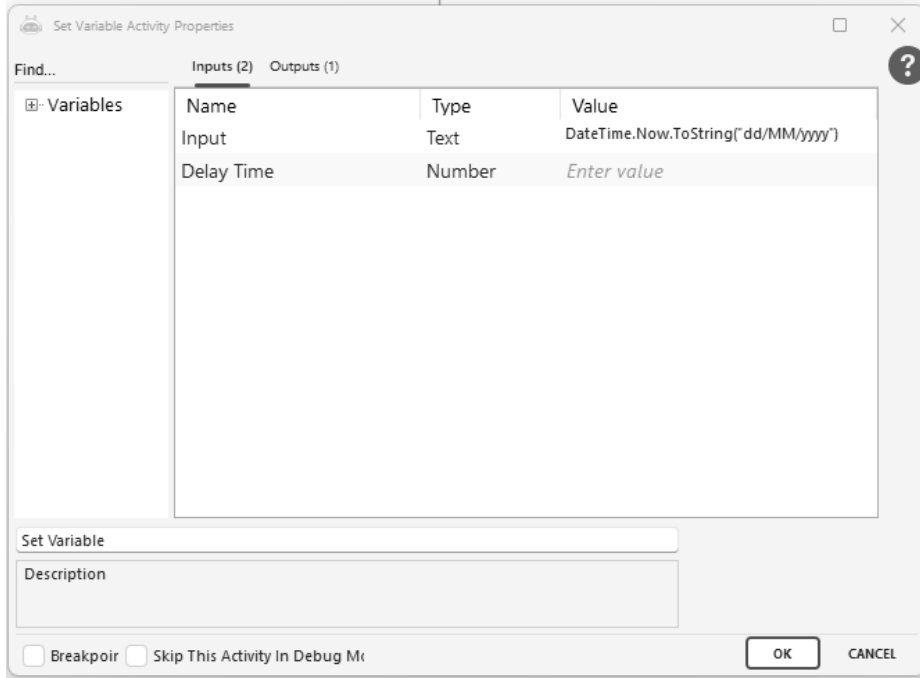 Set Variable Activity Properties
Find...
Inputs (2) Outputs (1)
?
Variables
Name Type Value
Input Text DateTime.Now.ToString("dd/MM/yyyy")
Delay Time Number Enter value
Set Variable
Description
Breakpoir Skip This Activity In Debug Mo
OK CANCEL